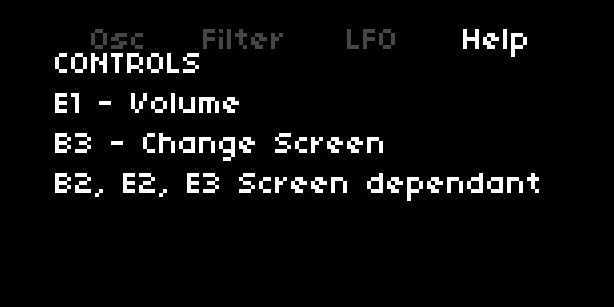 Osc Filter LFO Help
CONTROLS
E1 - Volume
B3 - Change Screen
B2, E2, E3 Screen dependant